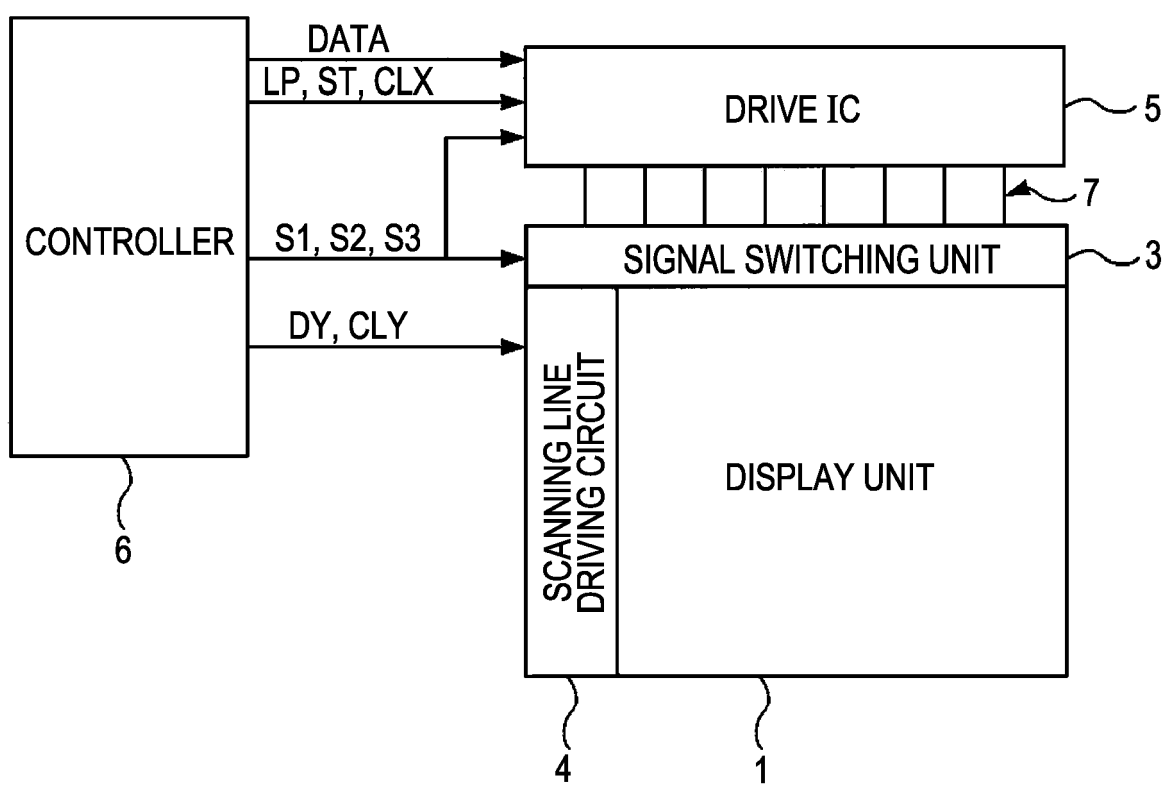 DATA
LP, ST, CLX
DRIVE IC
5
7
CONTROLLER
S1, S2, S3
SIGNAL SWITCHING UNIT
3
DY, CLY
SCANNING LINE
DRIVING CIRCUIT
DISPLAY UNIT
6
4
1